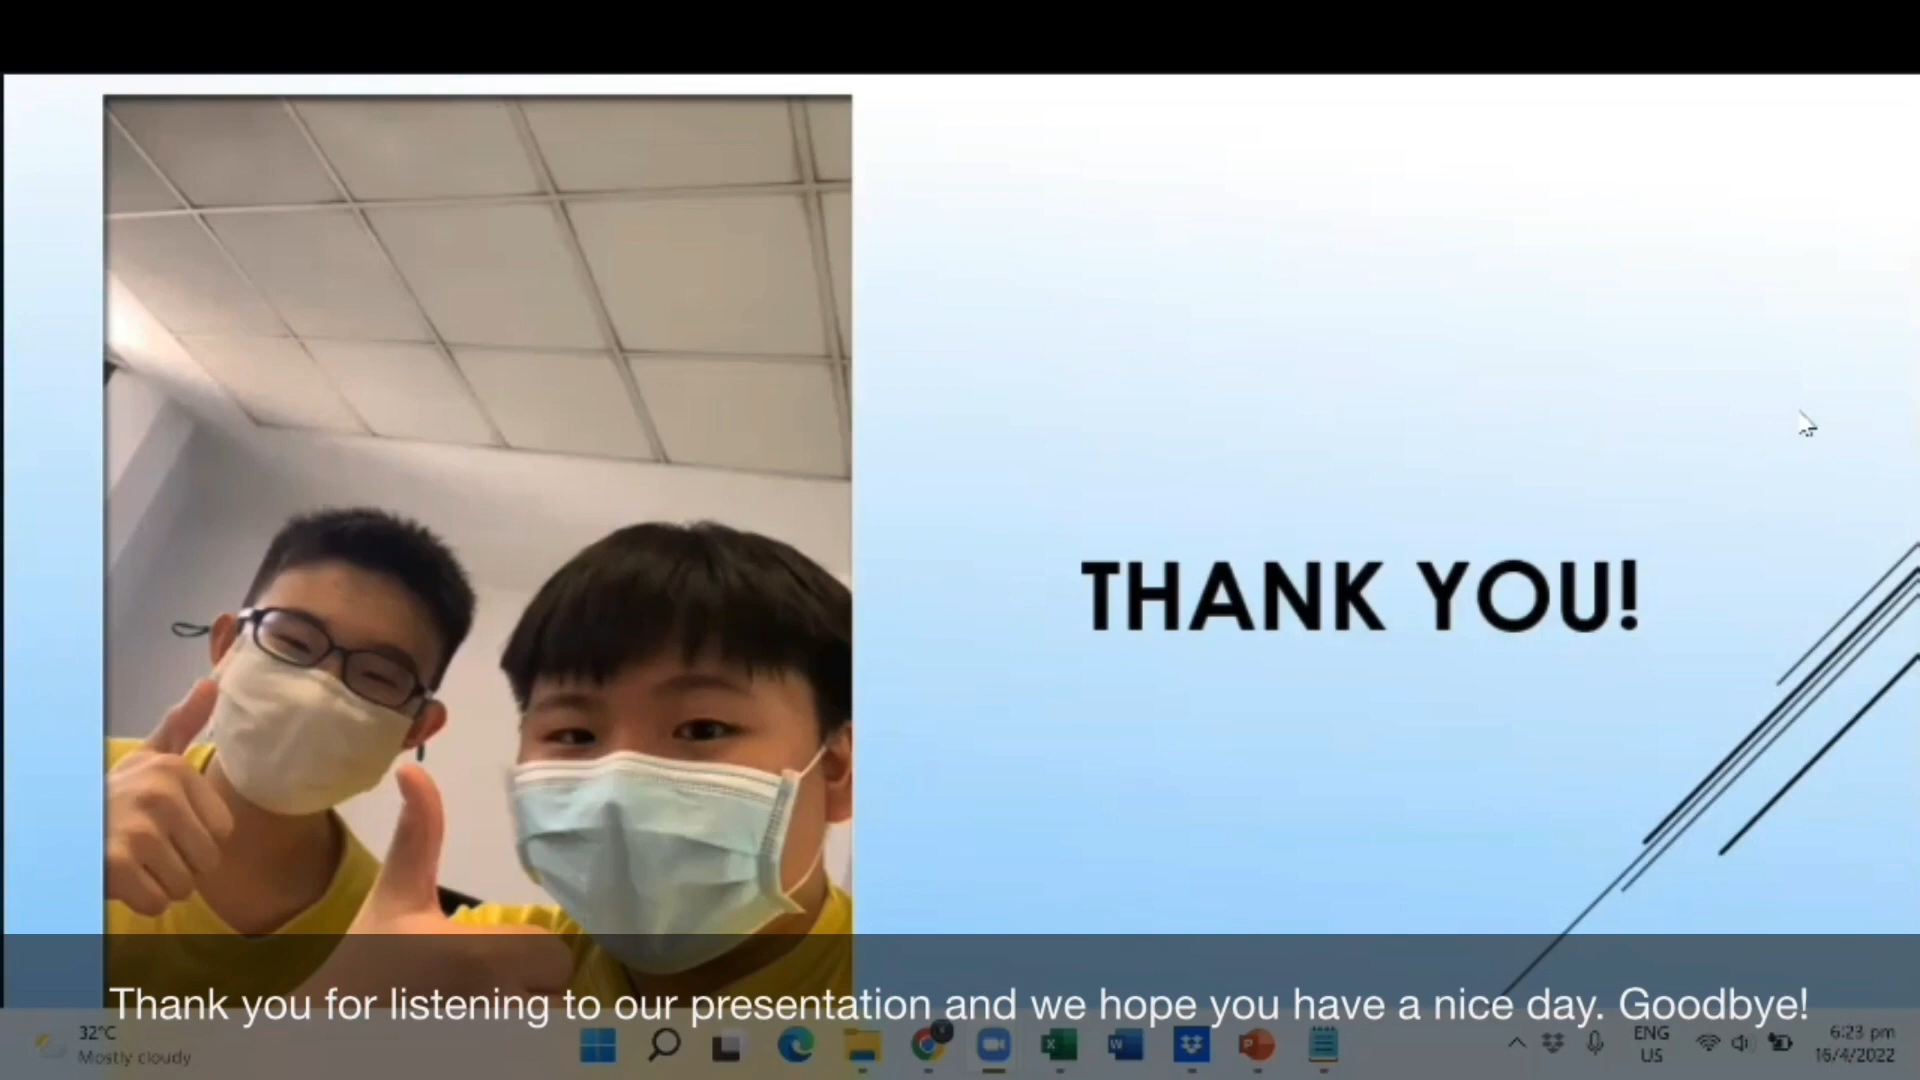 THANK YOU!
Thank you for listening to our presentation and we hope you have a nice day. Goodbye!
32°C
Mostly cloudy
ENG
US
6:23 pm
16/4/2022